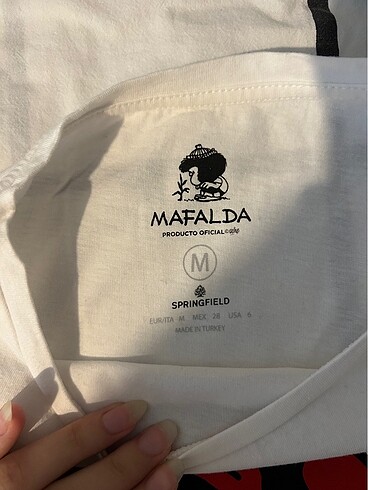 MAFALDA
PRODUCTO OFICIAL ©
M
SPRINGFIELD
EUR/ITA M MEX 28 USA S
MADE IN TURKEY